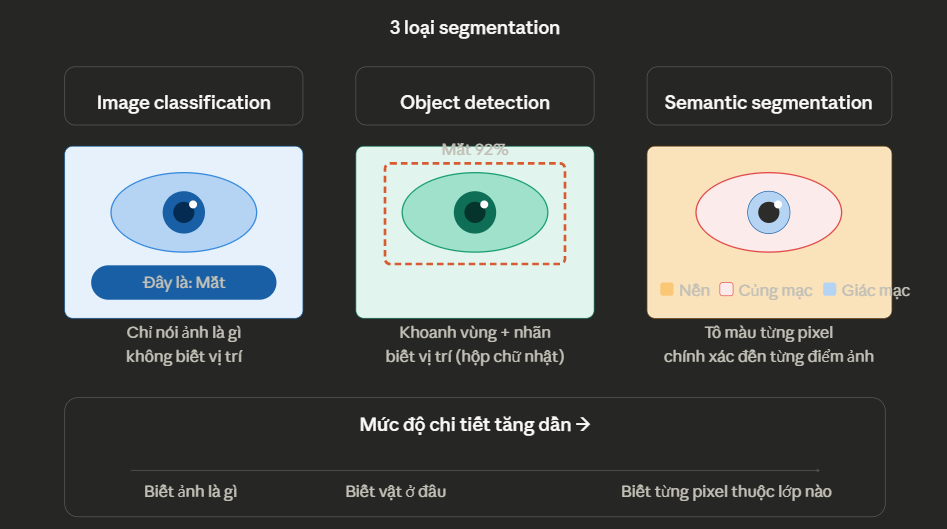 3 loại segmentation
Image classification
Object detection
Semantic segmentation
Mắt 92%
Đây là: Mắt
Nền
Củng mạc
Giác mạc
Chỉ nói ảnh là gì
không biết vị trí
Khoanh vùng + nhãn
biết vị trí (hộp chữ nhật)
Tô màu từng pixel
chính xác đến từng điểm ảnh
Mức độ chi tiết tăng dần →
Biết ảnh là gì
Biết vật ở đâu
Biết từng pixel thuộc lớp nào